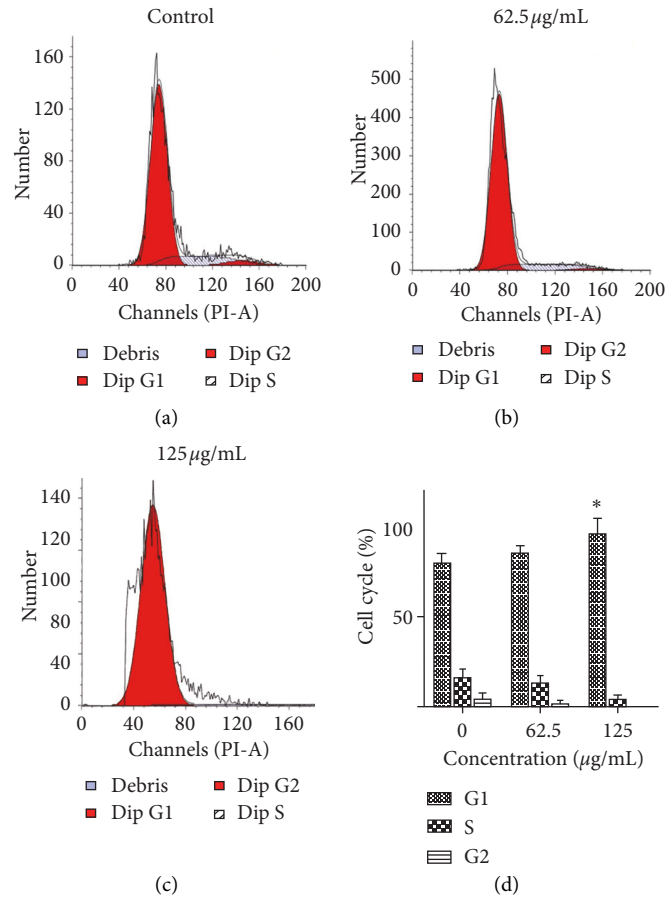 Control
160
120
80
40
0
Number
0 40 80 120 160 200
Channels (PI-A)
Debris Dip G2
Dip G1 Dip S
(a)
62.5 µg/mL
500
400
300
200
100
0
Number
0 40 80 120 160 200
Channels (PI-A)
Debris Dip G2
Dip G1 Dip S
(b)
125 µg/mL
140
120
100
80
40
0
Number
0 40 80 120 160
Channels (PI-A)
Debris Dip G2
Dip G1 Dip S
(c)
*
100
50
Cell cycle (%)
0 62.5 125
Concentration (µg/mL)
G1
S
G2
(d)